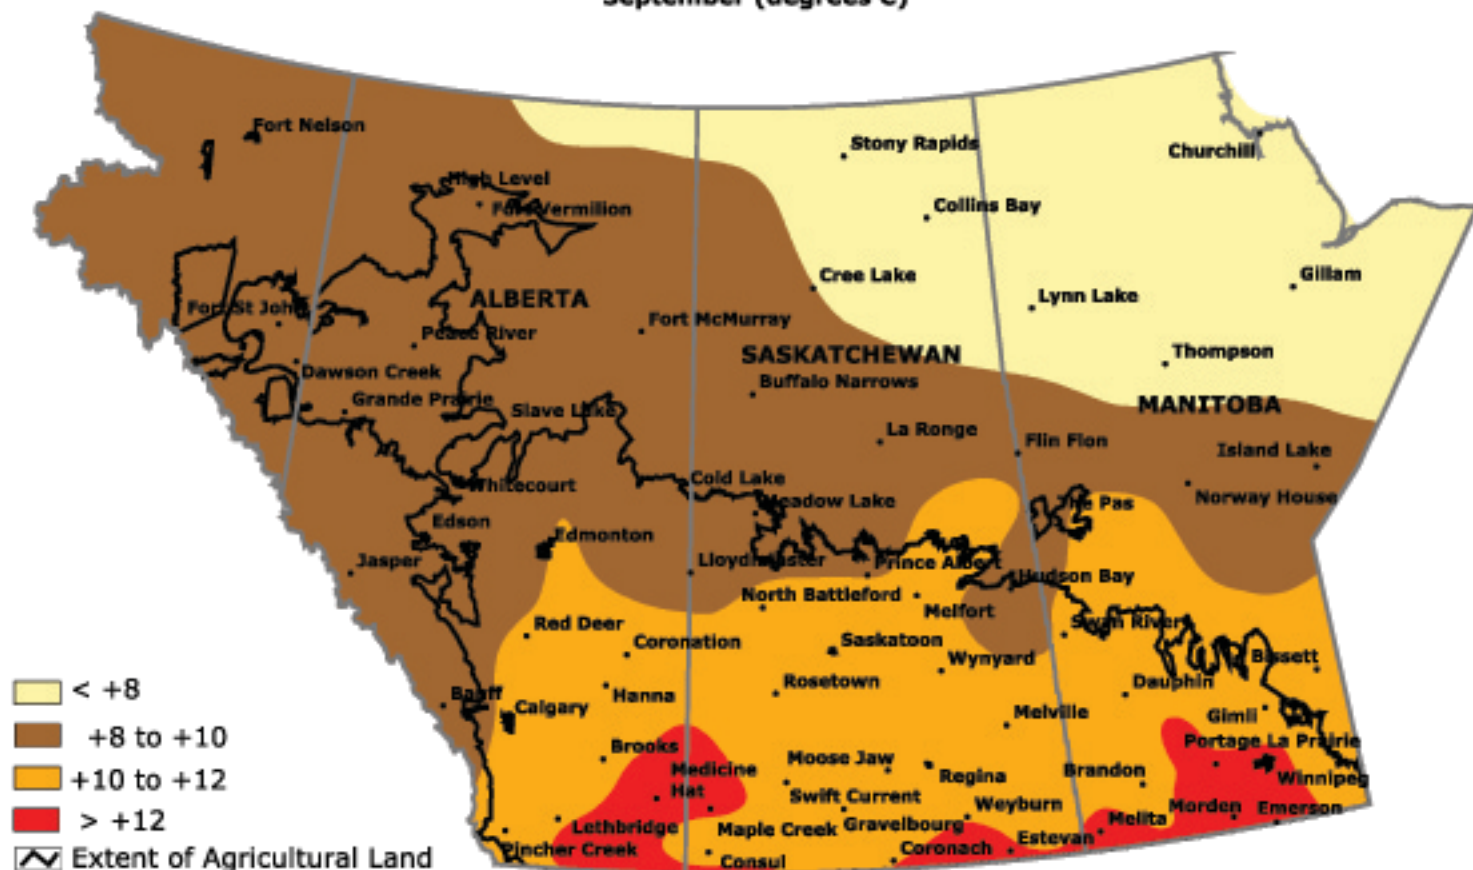 September (degrees C)
Fort Nelson
Stony Rapids
Churchill
High Level
Fort Vermilion
Collins Bay
Cree Lake
Gillam
Lynn Lake
ALBERTA
Fort St John
Fort McMurray
Peace River
SASKATCHEWAN
Thompson
Dawson Creek
Buffalo Narrows
Grande Prairie
MANITOBA
Slave Lake
La Ronge
Flin Flon
Island Lake
Cold Lake
Whitecourt
Meadow Lake
The Pas
Norway House
Edson
Edmonton
Jasper
Lloydminster
Prince Albert
Hudson Bay
North Battleford
Melfort
Red Deer
Swan River
Coronation
Saskatoon
Wynyard
Bissett
Rosetown
Dauphin
< +8
Banff
Hanna
Calgary
Melville
Gimli
+8 to +10
Brooks
Portage La Prairie
Moose Jaw
Medicine
Hat
Regina
Brandon
Winnipeg
+10 to +12
Swift Current
Weyburn
Morden
Emerson
> +12
Lethbridge
Maple Creek
Gravelbourg
Melita
Estevan
Pincher Creek
Coronach
Consul
Extent of Agricultural Land